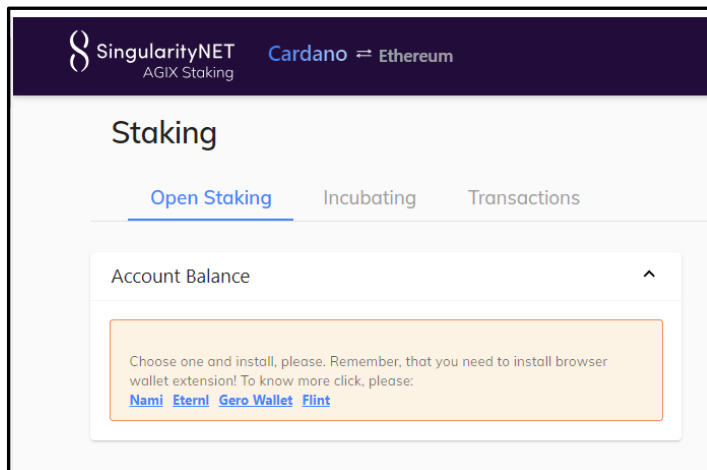 SingularityNET
AGIX Staking
Cardano ⇌ Ethereum
Staking
Open Staking Incubating Transactions
Account Balance
Choose one and install, please. Remember, that you need to install browser
wallet extension! To know more click, please:
Nami Eternl Gero Wallet Flint